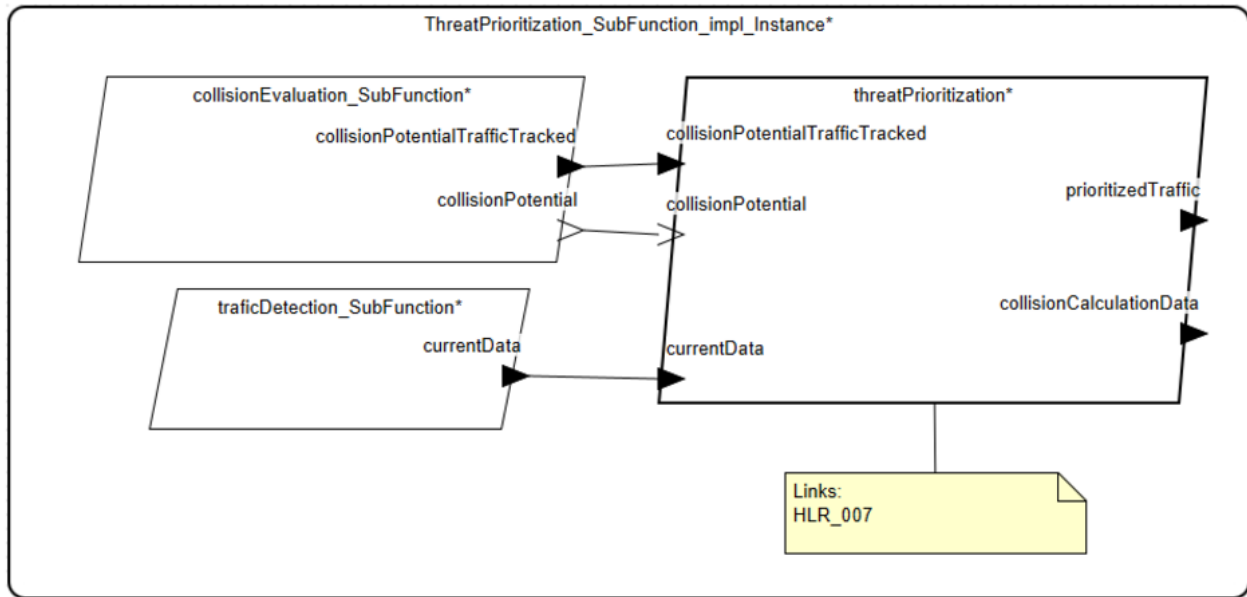 ThreatPrioritization_SubFunction_impl_Instance*
collisionEvaluation_SubFunction*
collisionPotentialTrafficTracked
collisionPotential
traficDetection_SubFunction*
currentData
threatPrioritization*
collisionPotentialTrafficTracked
collisionPotential
currentData
prioritizedTraffic
collisionCalculationData
Links:
HLR_007